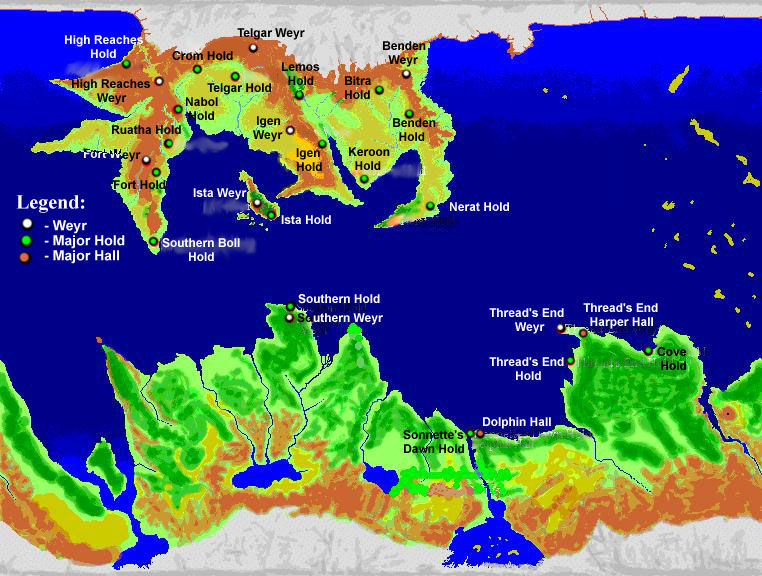 Telgar Weyr
High Reaches
Hold
Crom Hold
Benden
Weyr
Lemos
Hold
High Reaches
Weyr
Telgar Hold
Bitra
Hold
Nabol
Hold
Igen
Weyr
Benden
Hold
Ruatha Hold
Fort Weyr
Igen
Hold
Keroon
Hold
Fort Hold
Legend:
- Weyr
- Major Hold
- Major Hall
Ista Weyr
Ista Hold
Nerat Hold
Southern Boll
Hold
Southern Hold
Southern Weyr
Thread's End
Weyr
Thread's End
Harper Hall
Thread's End
Hold
Cove
Hold
Sonnette's
Dawn Hold
Dolphin Hall